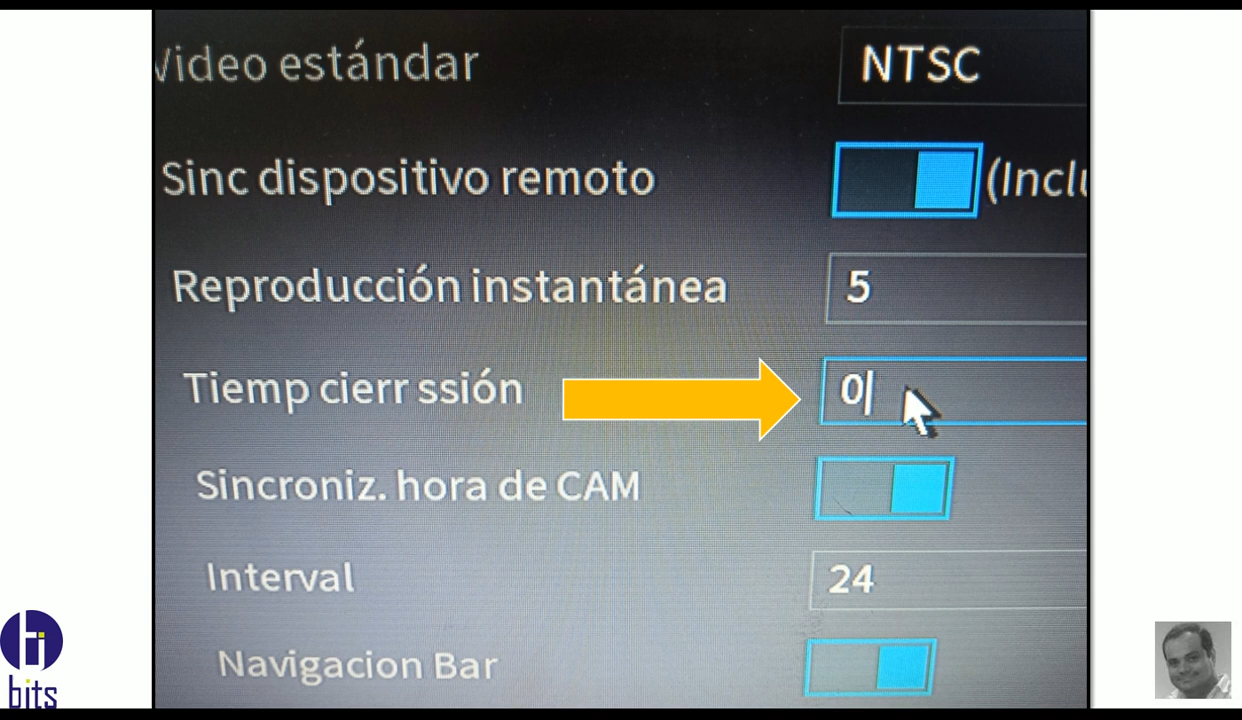 Video estándar NTSC
Sinc dispositivo remoto (Inclu
Reproducción instantánea 5
Tiemp cierr ssión 0
Sincroniz. hora de CAM
Interval 24
Navigacion Bar
bits